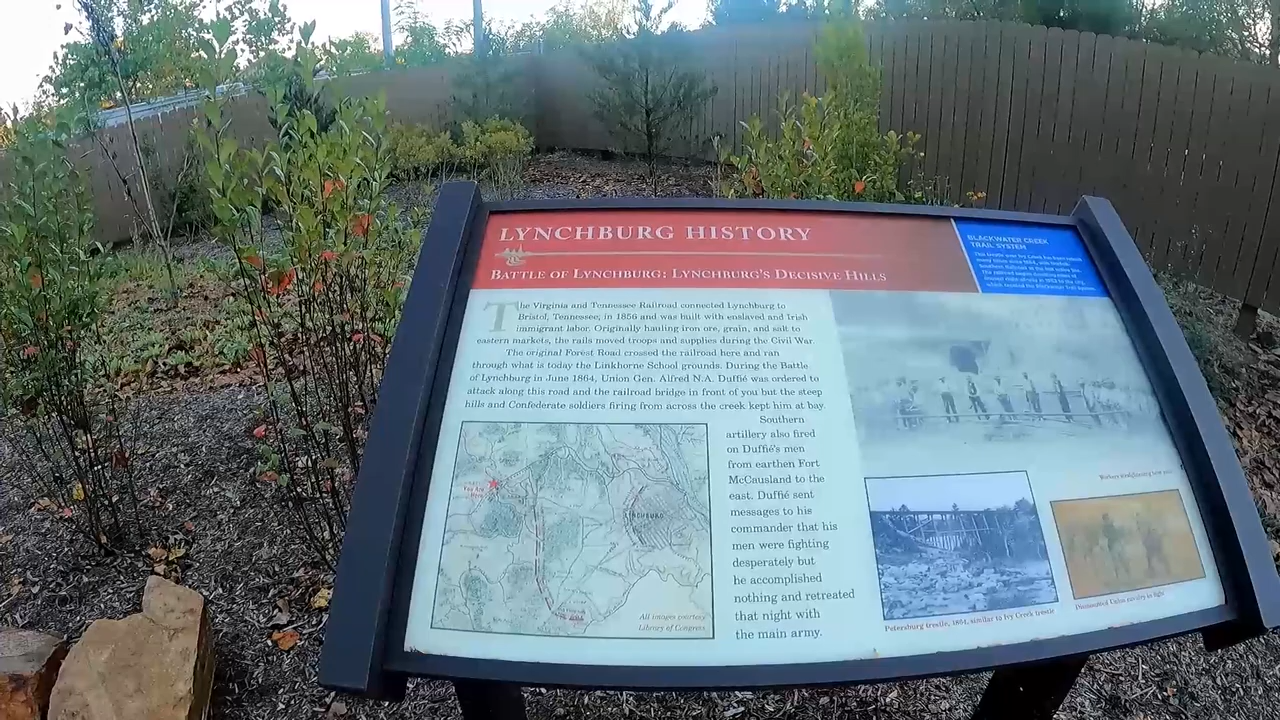 LYNCHBURG HISTORY
BATTLE OF LYNCHBURG: LYNCHBURG'S DECISIVE HILLS
BLACKWATER CREEK
TRAIL SYSTEM
The Virginia and Tennessee Railroad connected Lynchburg to
Bristol, Tennessee, in 1856 and was built with enslaved and Irish
immigrant labor. Originally hauling iron ore, grain, and salt to
eastern markets, the rails moved troops and supplies during the Civil War.
The original Forest Road crossed the railroad here and ran
through what is today the Linkhorne School grounds. During the Battle
of Lynchburg in June 1864, Union Gen. Alfred N.A. Duffié was ordered to
attack along this road and the railroad bridge in front of you but the steep
hills and Confederate soldiers firing from across the creek kept him at bay.
Southern
artillery also fired
on Duffié's men
from earthen Fort
McCausland to the
east. Duffié sent
messages to his
commander that his
men were fighting
desperately but
he accomplished
nothing and retreated
that night with
the main army.
You Are
Here
LYNCHBURG
All images courtesy
Library of Congress
Petersburg trestle, 1864, similar to Ivy Creek trestle
Dismounted Union cavalry in fight